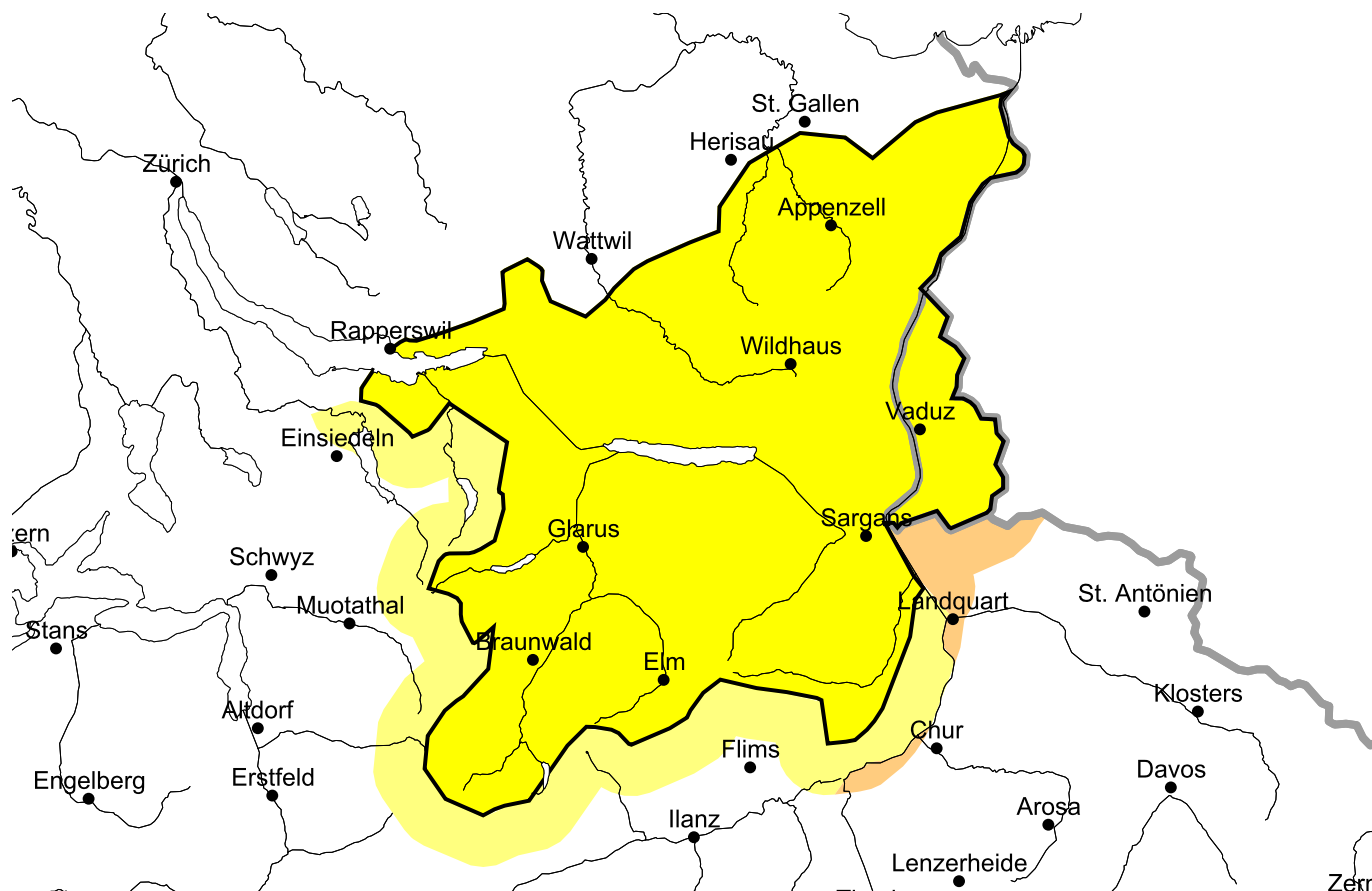 St. Gallen
Herisau
Zürich
Appenzell
Wattwil
Rapperswil
Wildhaus
Vaduz
Einsiedeln
Sargans
Glarus
zern
Schwyz
Muotathal
Landquart
St. Antönien
Stans
Braunwald
Elm
Klosters
Altdorf
Chur
Flims
Engelberg
Erstfeld
Davos
Arosa
Ilanz
Lenzerheide